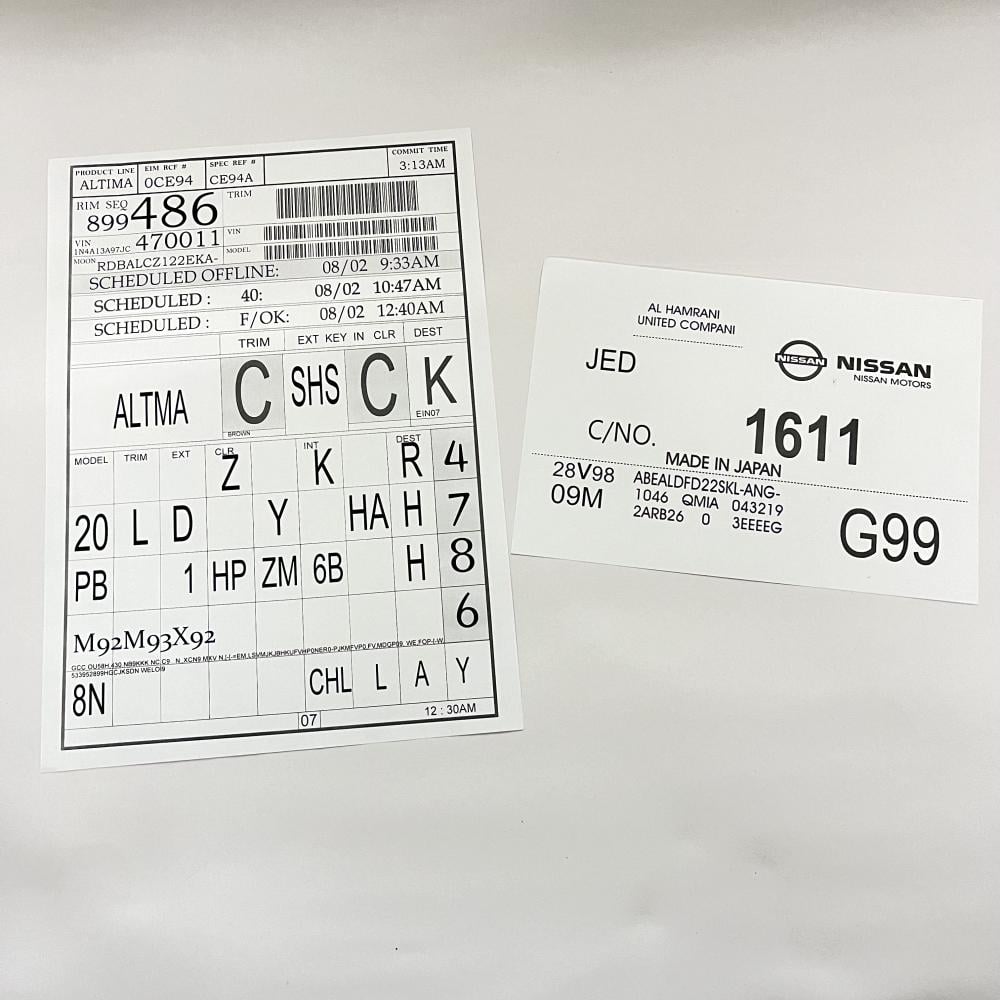 PRODUCT LINE EIM RCF # SPEC REF # COMMIT TIME
ALTIMA 0CE94 CE94A 3:13AM
RIM SEQ TRIM
899486
VIN VIN
1N4A13A97JC 470011
MOON MODEL
RDBALCZ122EKA-
SCHEDULED OFFLINE: 08/02 9:33AM
SCHEDULED : 40: 08/02 10:47AM
SCHEDULED : F/OK: 08/02 12:40AM
TRIM EXT KEY IN CLR DEST
ALTMA C SHS C K
BROWN EIN07
MODEL TRIM EXT CLR INT DEST
Z K R 4
20 L D Y HA H 7
PB 1 HP ZM 6B H 8
M92M93X92 6
533952899HGCJKSDN WELOI9
8N CHL L A Y
07 12 : 30AM
AL HAMRANI
UNITED COMPANI
JED NISSAN NISSAN
NISSAN MOTORS
C/NO. 1611
MADE IN JAPAN
28V98 ABEALDFD22SKL-ANG-
09M 1046 QMIA 043219
2ARB26 0 3EEEEG
G99